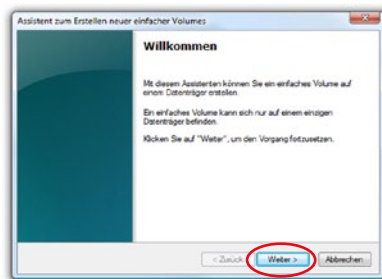 Assistent zum Erstellen neuer einfacher Volumes
Willkommen
Mit diesem Assistenten können Sie ein einfaches Volume auf
einem Datenträger erstellen.
Ein einfaches Volume kann sich nur auf einem einzigen
Datenträger befinden.
Klicken Sie auf "Weiter", um den Vorgang fortzusetzen.
< Zurück Weiter > Abbrechen